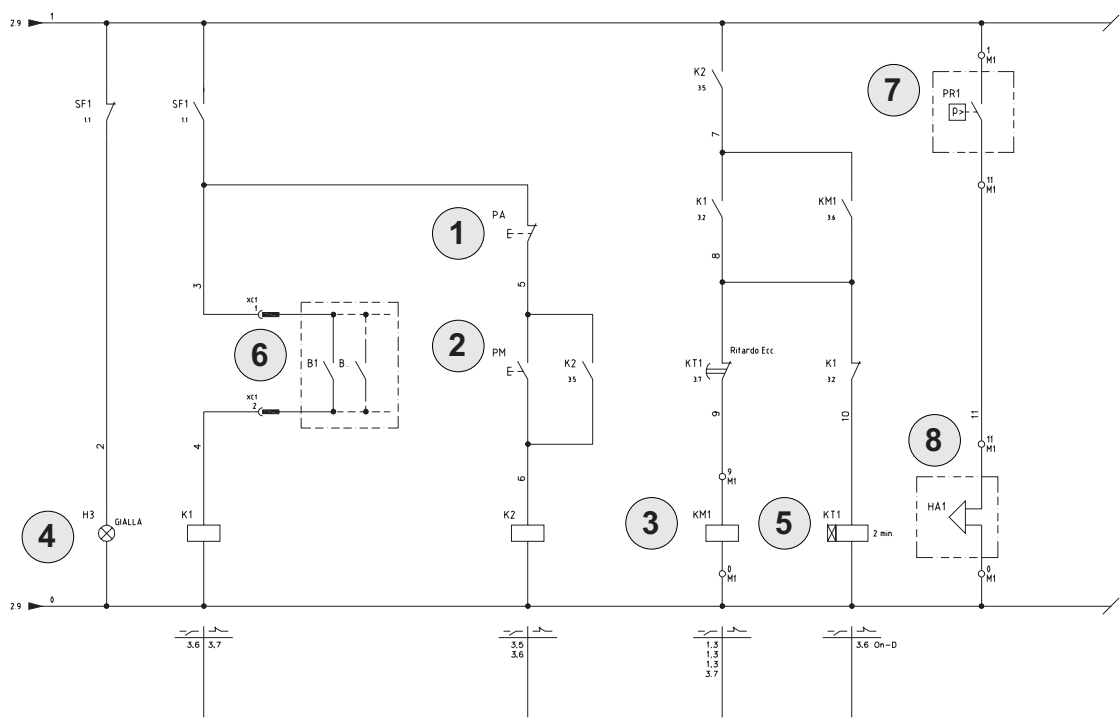 2.9 1
SF1
1.1
SF1
1.1
K2
3.5
1
M1
7
PR1
P>
7
11
M1
1
PA
E
K1
3.2
KM1
3.6
8
3
5
XC1
1
6
B1
B..
2
PM
E
K2
3.5
KT1
3.7
Ritardo Ecc.
K1
3.2
XC1
2
9
10
11
2
4
6
8
11
M1
9
M1
4
H3
GIALLA
K1
K2
3
KM1
5
KT1
2 min.
HA1
0
M1
0
M1
2.9 0
3.6 3.7
3.5
3.6
1.3
1.3
1.3
3.7
3.6 On-D